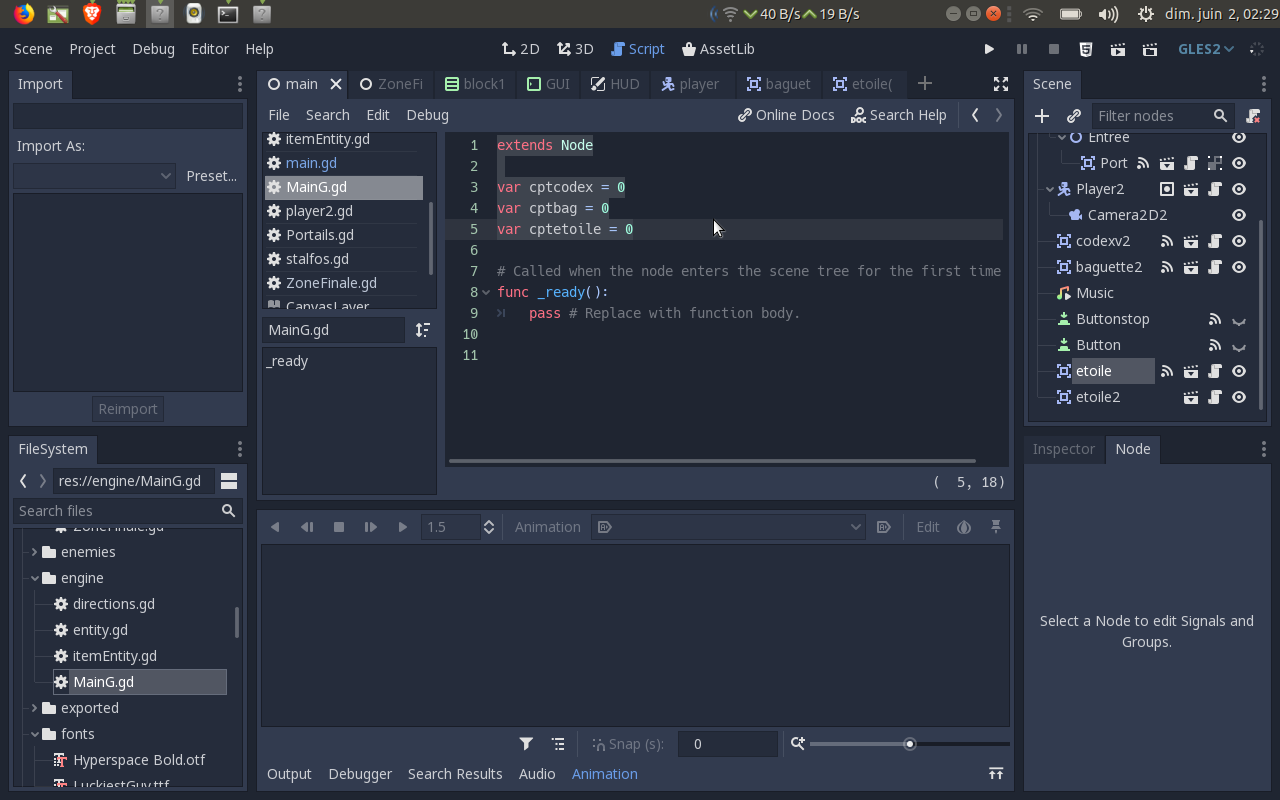 40 B/s 19 B/s dim. juin 2, 02:29
Scene Project Debug Editor Help 2D 3D Script AssetLib GLES2
Import
Import As:
Preset...
Reimport
main ZoneFi block1 GUI HUD player baguet etoile(
File Search Edit Debug Online Docs Search Help
itemEntity.gd
main.gd
MainG.gd
player2.gd
Portails.gd
stalfos.gd
ZoneFinale.gd
CanvasLayer
MainG.gd
_ready
1 extends Node
2
3 var cptcodex = 0
4 var cptbag = 0
5 var cptetoile = 0
6
7 # Called when the node enters the scene tree for the first time
8 func _ready():
9 pass # Replace with function body.
10
11
( 5, 18)
Scene
Filter nodes
Entree
Port
Player2
Camera2D2
codexv2
baguette2
Music
Buttonstop
Button
etoile
etoile2
FileSystem
res://engine/MainG.gd
Search files
ZoneFinale.gd
enemies
engine
directions.gd
entity.gd
itemEntity.gd
MainG.gd
exported
fonts
Hyperspace Bold.otf
LuckiestGuy.ttf
1.5 Animation Edit
Snap (s): 0
Output Debugger Search Results Audio Animation
Inspector Node
Select a Node to edit Signals and
Groups.